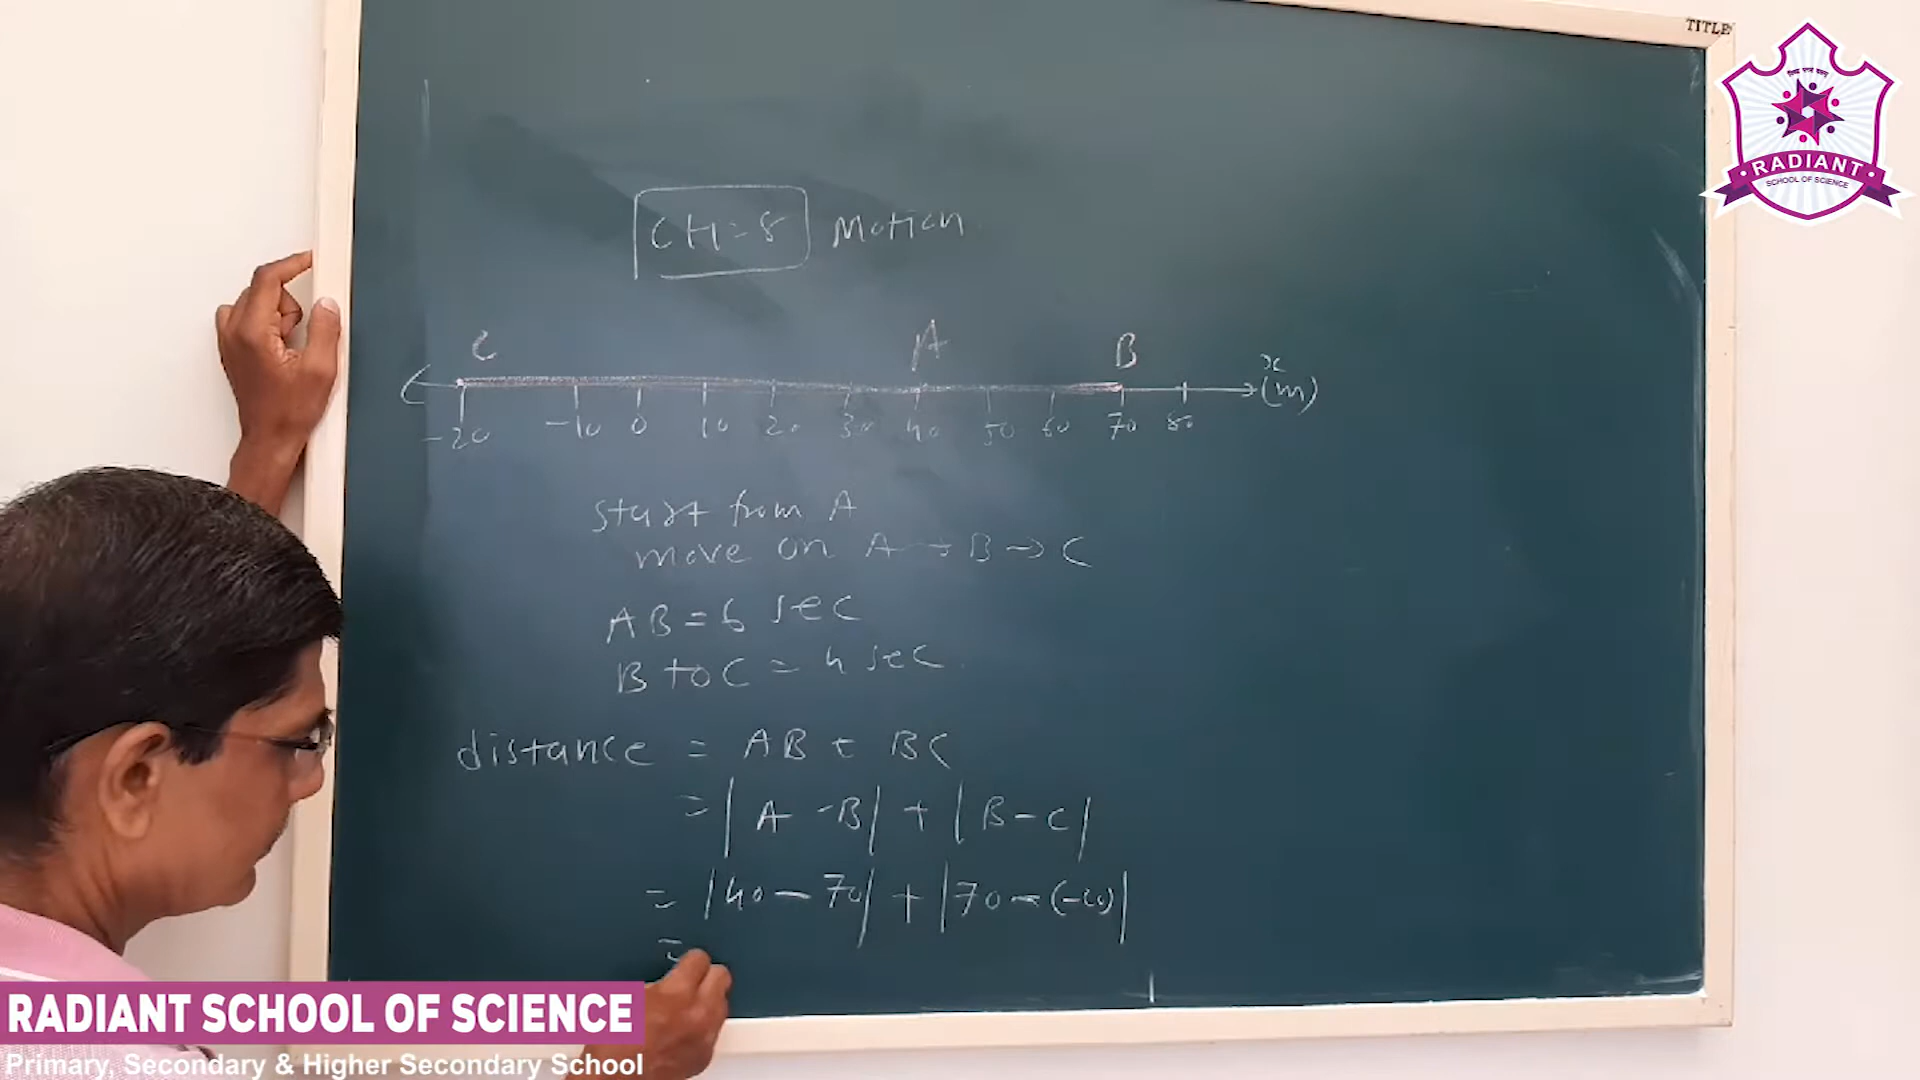 TITLE
RADIANT
SCHOOL OF SCIENCE
CH=8 Motion
C A B x
(m)
-20 -10 0 10 20 30 40 50 60 70 80
start from A
move on A → B → C
AB = 6 sec
B to C = 4 sec
distance = AB + BC
= |A - B| + |B - C|
= |40 - 70| + |70 - (-20)|
=
RADIANT SCHOOL OF SCIENCE
Primary, Secondary & Higher Secondary School